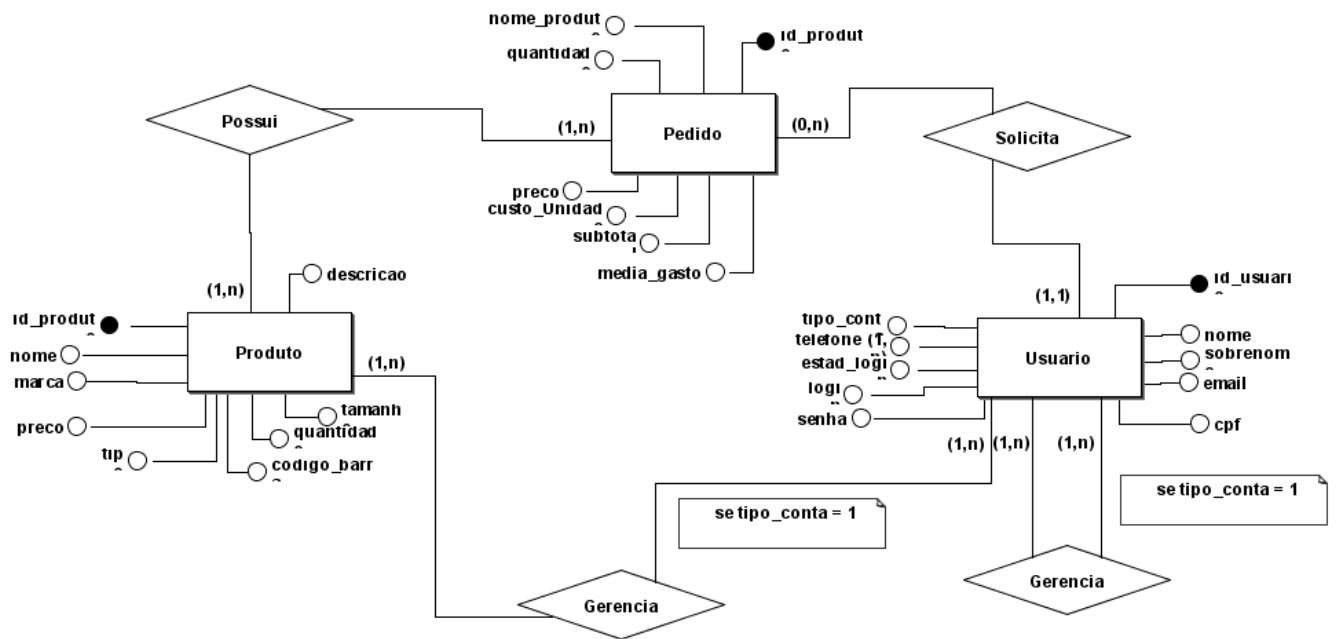 nome_produt
o
id_produt
o
quantidad
e
Possui
(1,n)
Pedido
(0,n)
Solicita
preco
custo_Unidad
e
subtota
l
media_gasto
descricao
(1,n)
id_produt
o
nome
Produto
marca
(1,n)
preco
tamanh
o
quantidad
e
tip
o
codigo_barr
a
(1,1)
id_usuari
o
tipo_cont
telefone (1,
n)
estad_logi
n
logi
n
senha
Usuario
nome
sobrenom
e
email
cpf
(1,n)
(1,n)
(1,n)
se tipo_conta = 1
se tipo_conta = 1
Gerencia
Gerencia